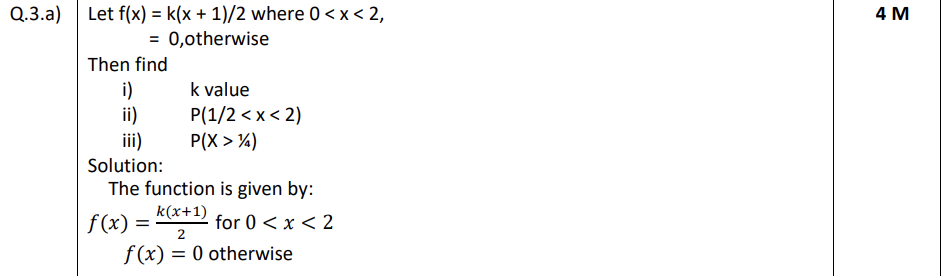 Q.3.a) Let f(x) = k(x + 1)/2 where 0 < x < 2, 4 M
= 0,otherwise
Then find
i) k value
ii) P(1/2 < x < 2)
iii) P(X > ¼)
Solution:
The function is given by:
f(x) = k(x+1)/2 for 0 < x < 2
f(x) = 0 otherwise